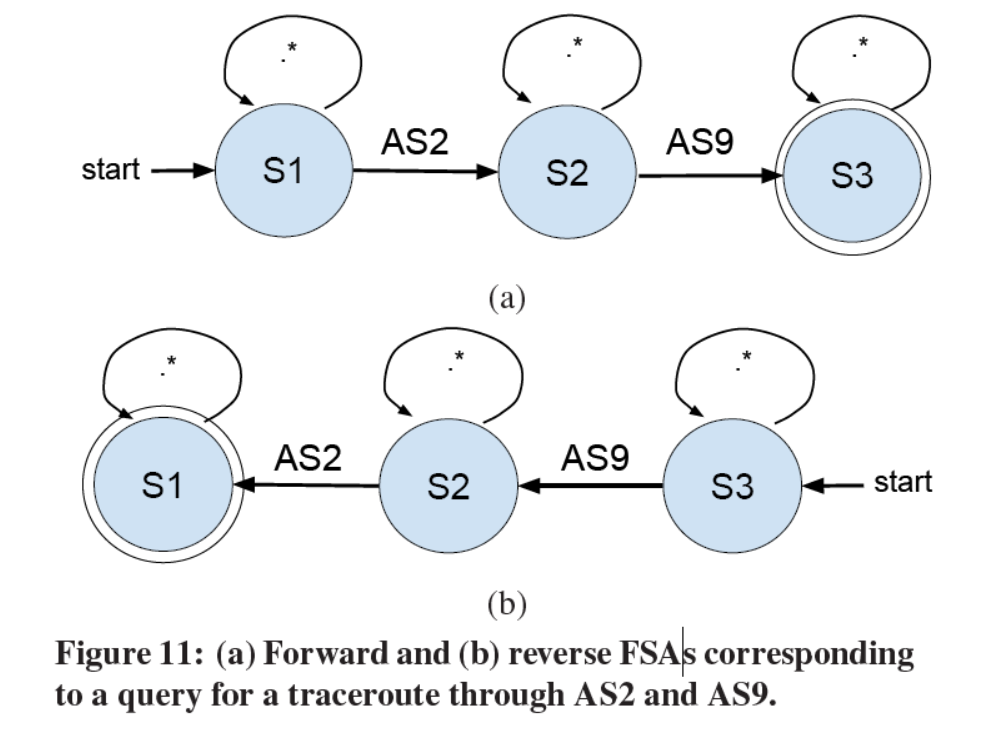 .* .* .*
start S1 AS2 S2 AS9 S3
(a)
.* .* .*
S1 AS2 S2 AS9 S3 start
(b)
Figure 11: (a) Forward and (b) reverse FSAs corresponding
to a query for a traceroute through AS2 and AS9.